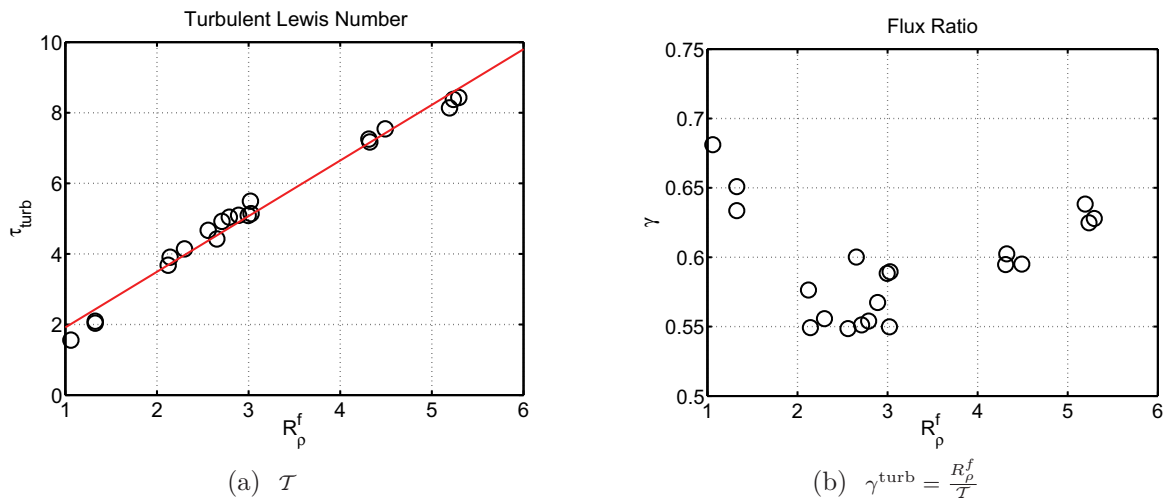 Turbulent Lewis Number
10
8
6
4
2
0
τ_turb
1 2 3 4 5 6
R_ρ^f
(a) 𝒯
Flux Ratio
0.75
0.7
0.65
0.6
0.55
0.5
γ
1 2 3 4 5 6
R_ρ^f
(b) γ^turb = R_ρ^f / 𝒯